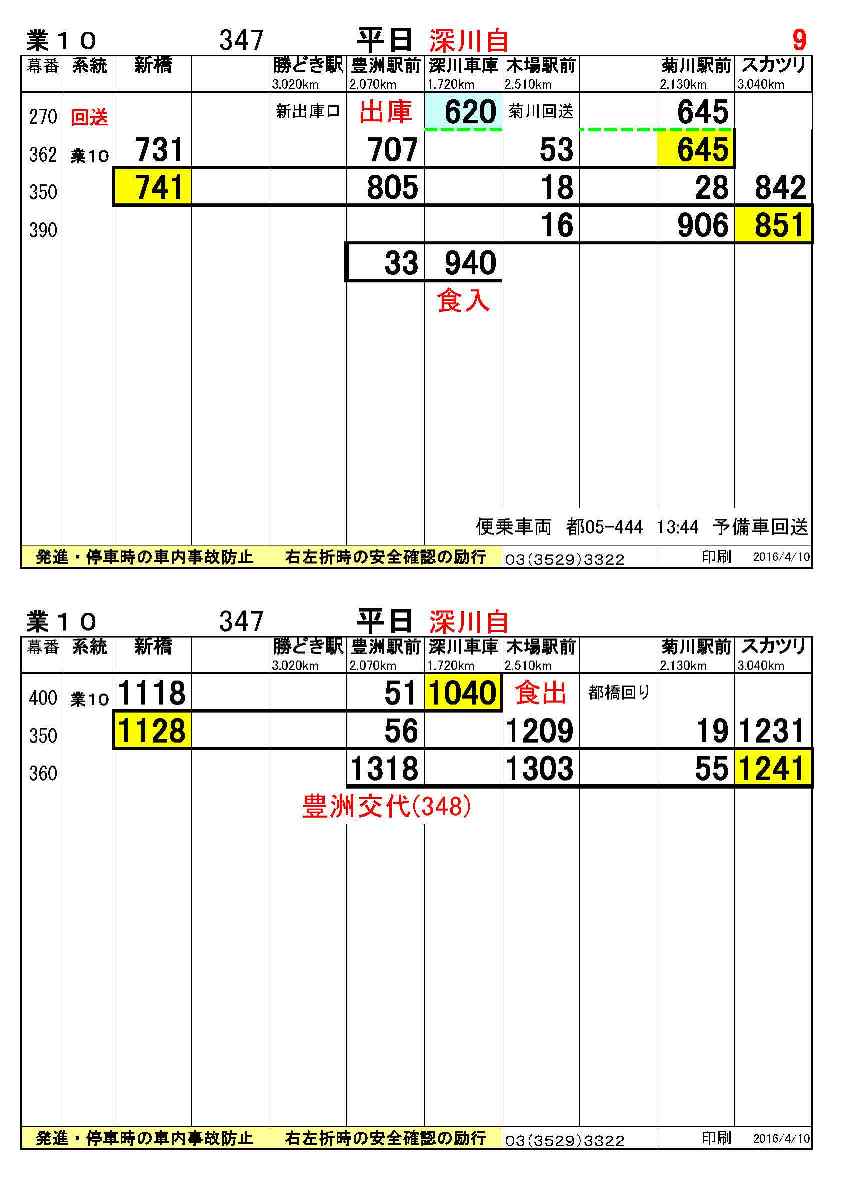 業１０ 347 平日 深川自 9
幕番 系統 新橋 勝どき駅 豊洲駅前 深川車庫 木場駅前 菊川駅前 スカツリ
3.020km 2.070km 1.720km 2.510km 2.130km 3.040km
270 回送 新出庫口 出庫 620 菊川回送 645
362 業10 731 707 53 645
350 741 805 18 28 842
390 16 906 851
33 940
食入
便乗車両 都05-444 13:44 予備車回送
発進・停車時の車内事故防止 右左折時の安全確認の励行 03(3529)3322 印刷 2016/4/10
業１０ 347 平日 深川自
幕番 系統 新橋 勝どき駅 豊洲駅前 深川車庫 木場駅前 菊川駅前 スカツリ
3.020km 2.070km 1.720km 2.510km 2.130km 3.040km
400 業10 1118 51 1040 食出 都橋回り
350 1128 56 1209 19 1231
360 1318 1303 55 1241
豊洲交代(348)
発進・停車時の車内事故防止 右左折時の安全確認の励行 03(3529)3322 印刷 2016/4/10